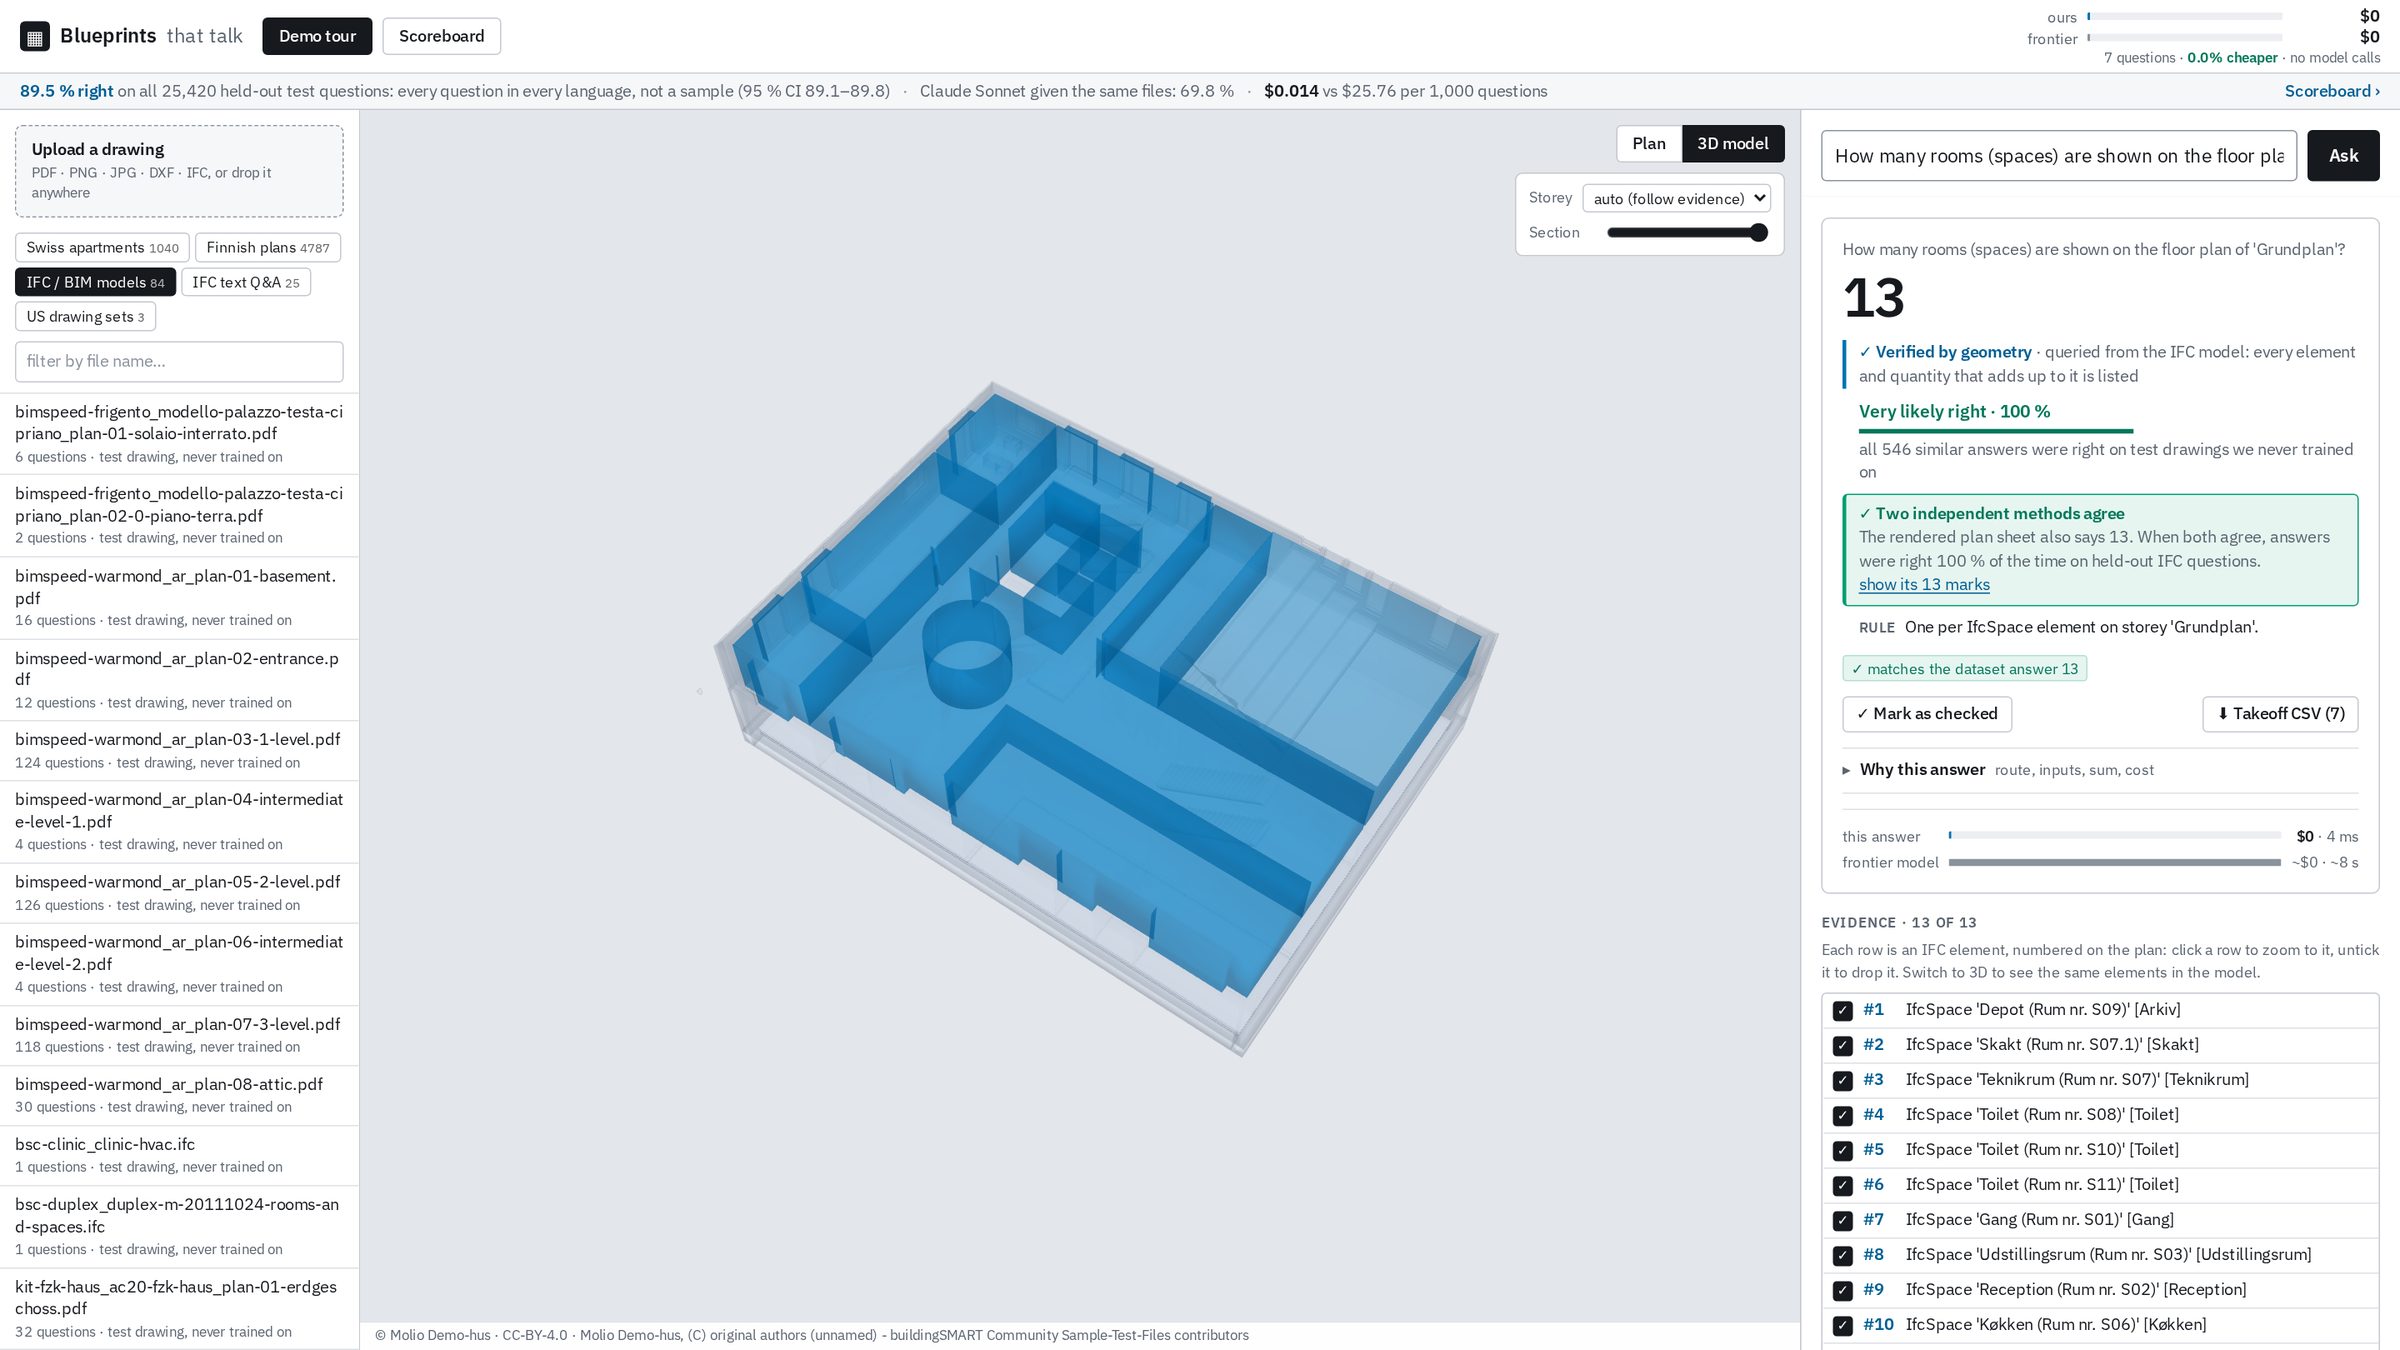 Blueprints that talk
Demo tour
Scoreboard
ours $0
frontier $0
7 questions · 0.0% cheaper · no model calls
89.5 % right on all 25,420 held-out test questions: every question in every language, not a sample (95 % CI 89.1–89.8) · Claude Sonnet given the same files: 69.8 % · $0.014 vs $25.76 per 1,000 questions
Scoreboard ›
Upload a drawing
PDF · PNG · JPG · DXF · IFC, or drop it
anywhere
Swiss apartments 1040
Finnish plans 4787
IFC / BIM models 84
IFC text Q&A 25
US drawing sets 3
filter by file name...
bimspeed-frigento_modello-palazzo-testa-ci
priano_plan-01-solaio-interrato.pdf
6 questions · test drawing, never trained on
bimspeed-frigento_modello-palazzo-testa-ci
priano_plan-02-0-piano-terra.pdf
2 questions · test drawing, never trained on
bimspeed-warmond_ar_plan-01-basement.
pdf
16 questions · test drawing, never trained on
bimspeed-warmond_ar_plan-02-entrance.p
df
12 questions · test drawing, never trained on
bimspeed-warmond_ar_plan-03-1-level.pdf
124 questions · test drawing, never trained on
bimspeed-warmond_ar_plan-04-intermediat
e-level-1.pdf
4 questions · test drawing, never trained on
bimspeed-warmond_ar_plan-05-2-level.pdf
126 questions · test drawing, never trained on
bimspeed-warmond_ar_plan-06-intermediat
e-level-2.pdf
4 questions · test drawing, never trained on
bimspeed-warmond_ar_plan-07-3-level.pdf
118 questions · test drawing, never trained on
bimspeed-warmond_ar_plan-08-attic.pdf
30 questions · test drawing, never trained on
bsc-clinic_clinic-hvac.ifc
1 questions · test drawing, never trained on
bsc-duplex_duplex-m-20111024-rooms-an
d-spaces.ifc
1 questions · test drawing, never trained on
kit-fzk-haus_ac20-fzk-haus_plan-01-erdges
choss.pdf
32 questions · test drawing, never trained on
Plan
3D model
Storey auto (follow evidence)
Section
© Molio Demo-hus · CC-BY-4.0 · Molio Demo-hus, (C) original authors (unnamed) - buildingSMART Community Sample-Test-Files contributors
How many rooms (spaces) are shown on the floor pla
Ask
How many rooms (spaces) are shown on the floor plan of 'Grundplan'?
13
✓ Verified by geometry · queried from the IFC model: every element
and quantity that adds up to it is listed
Very likely right · 100 %
all 546 similar answers were right on test drawings we never trained
on
✓ Two independent methods agree
The rendered plan sheet also says 13. When both agree, answers
were right 100 % of the time on held-out IFC questions.
show its 13 marks
RULE One per IfcSpace element on storey 'Grundplan'.
✓ matches the dataset answer 13
✓ Mark as checked
⬇ Takeoff CSV (7)
▸ Why this answer route, inputs, sum, cost
this answer $0 · 4 ms
frontier model ~$0 · ~8 s
EVIDENCE · 13 OF 13
Each row is an IFC element, numbered on the plan: click a row to zoom to it, untick
it to drop it. Switch to 3D to see the same elements in the model.
✓ #1 IfcSpace 'Depot (Rum nr. S09)' [Arkiv]
✓ #2 IfcSpace 'Skakt (Rum nr. S07.1)' [Skakt]
✓ #3 IfcSpace 'Teknikrum (Rum nr. S07)' [Teknikrum]
✓ #4 IfcSpace 'Toilet (Rum nr. S08)' [Toilet]
✓ #5 IfcSpace 'Toilet (Rum nr. S10)' [Toilet]
✓ #6 IfcSpace 'Toilet (Rum nr. S11)' [Toilet]
✓ #7 IfcSpace 'Gang (Rum nr. S01)' [Gang]
✓ #8 IfcSpace 'Udstillingsrum (Rum nr. S03)' [Udstillingsrum]
✓ #9 IfcSpace 'Reception (Rum nr. S02)' [Reception]
✓ #10 IfcSpace 'Køkken (Rum nr. S06)' [Køkken]